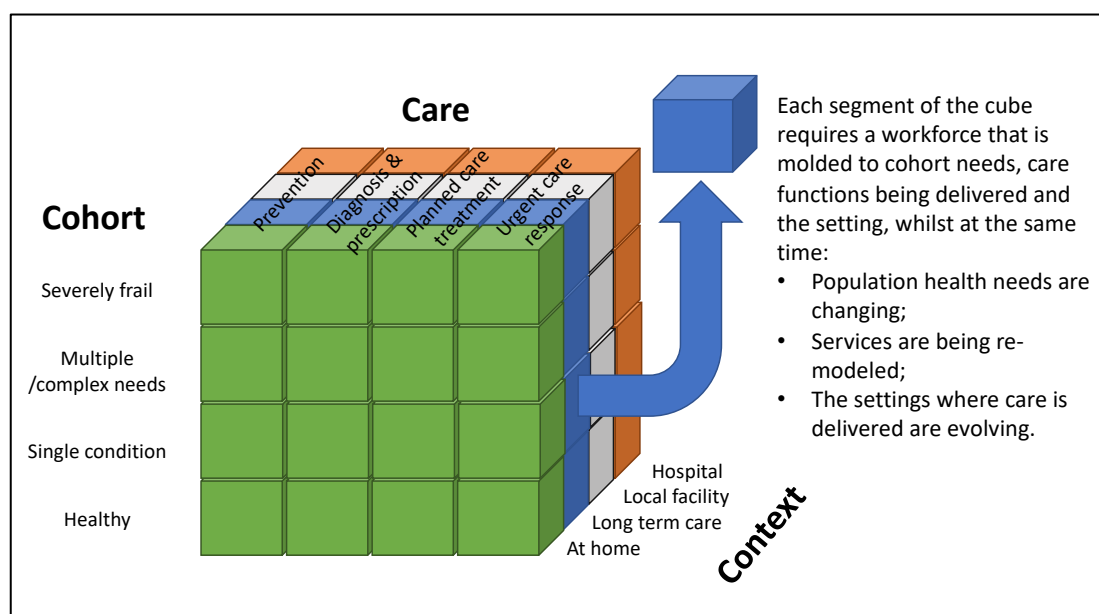 Care
Cohort
Prevention
Diagnosis &
prescription
Planned care
treatment
Urgent care
response
Severely frail
Multiple
/complex needs
Single condition
Healthy
Hospital
Local facility
Long term care
At home
Context
Each segment of the cube
requires a workforce that is
molded to cohort needs, care
functions being delivered and
the setting, whilst at the same
time:
• Population health needs are
changing;
• Services are being re-
modeled;
• The settings where care is
delivered are evolving.